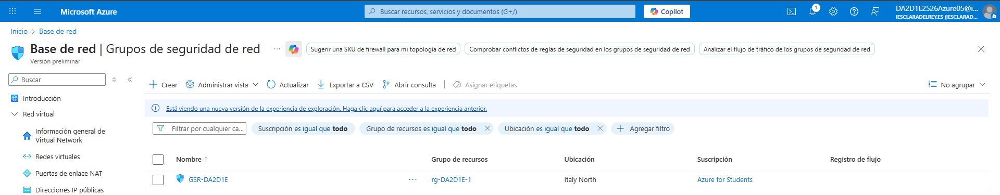 Microsoft Azure
Buscar recursos, servicios y documentos (G+/)
Copilot
1
DA2D1E2526Azure05@i...
IESCLARADELREY.ES (IESCLARAD...
Inicio > Base de red
Base de red | Grupos de seguridad de red
...
Sugerir una SKU de firewall para mi topología de red
Comprobar conflictos de reglas de seguridad en los grupos de seguridad de red
Analizar el flujo de tráfico de los grupos de seguridad de red
Versión preliminar
Buscar
Crear
Administrar vista
Actualizar
Exportar a CSV
Abrir consulta
Asignar etiquetas
No agrupar
Introducción
Red virtual
Información general de
Virtual Network
Redes virtuales
Puertas de enlace NAT
Direcciones IP públicas
Está viendo una nueva versión de la experiencia de exploración. Haga clic aquí para acceder a la experiencia anterior.
Filtrar por cualquier ca...
Suscripción es igual que todo
Grupo de recursos es igual que todo
Ubicación es igual que todo
Agregar filtro
Nombre ↑ Grupo de recursos Ubicación Suscripción Registro de flujo
GSR-DA2D1E ... rg-DA2D1E-1 Italy North Azure for Students